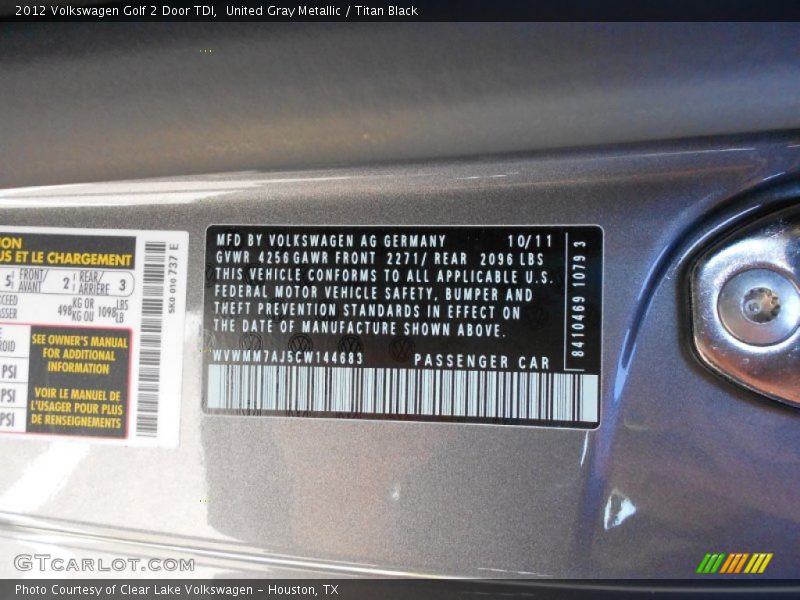 2012 Volkswagen Golf 2 Door TDI,  United Gray Metallic / Titan Black
ION
US ET LE CHARGEMENT
5 FRONT/ AVANT 2 REAR/ ARRIÈRE 3
498 KG OR KG OU 1098 LBS LB
PSI
PSI
PSI
SEE OWNER'S MANUAL
FOR ADDITIONAL
INFORMATION
VOIR LE MANUEL DE
L'USAGER POUR PLUS
DE RENSEIGNEMENTS
5K0 010 737 E
MFD BY VOLKSWAGEN AG GERMANY 10/11
GVWR 4256 GAWR FRONT 2271/ REAR 2096 LBS
THIS VEHICLE CONFORMS TO ALL APPLICABLE U.S.
FEDERAL MOTOR VEHICLE SAFETY, BUMPER AND
THEFT PREVENTION STANDARDS IN EFFECT ON
THE DATE OF MANUFACTURE SHOWN ABOVE.
WVWMM7AJ5CW144683 PASSENGER CAR
8410469 1079 3
GTCARLOT.COM
Photo Courtesy of Clear Lake Volkswagen - Houston, TX